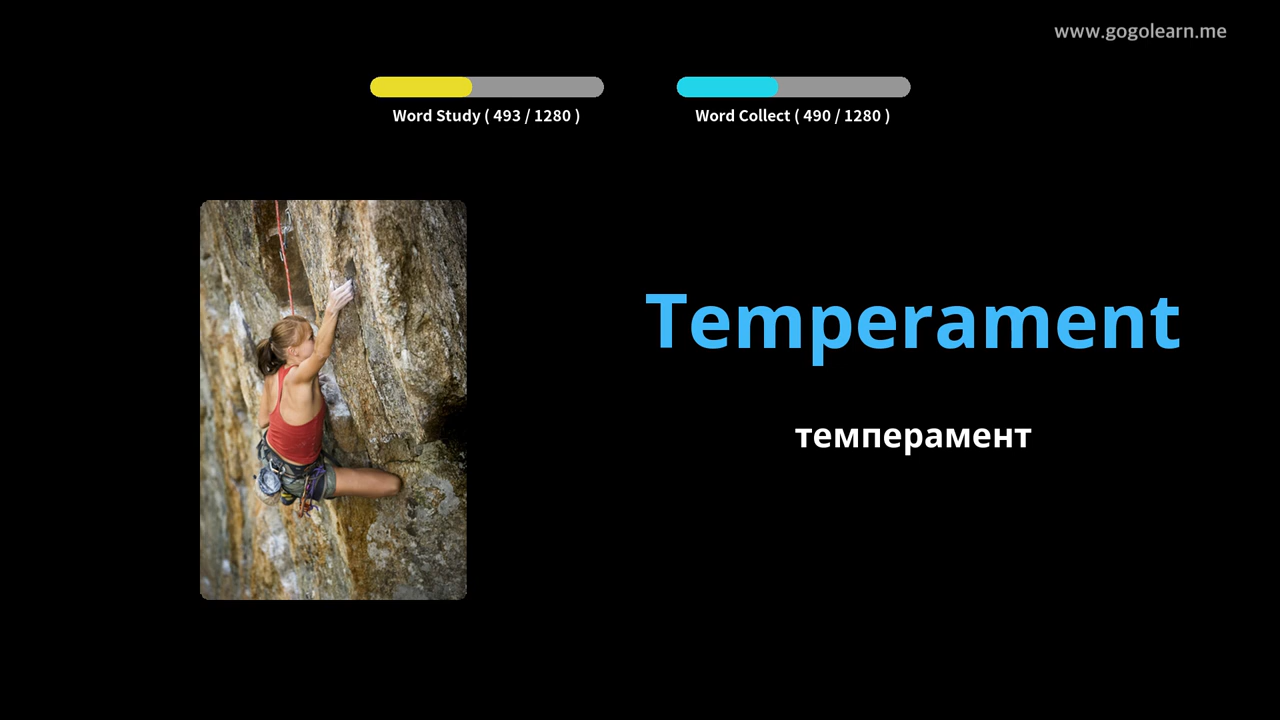 www.gogolearn.me
Word Study ( 493 / 1280 )
Word Collect ( 490 / 1280 )
Temperament
темперамент